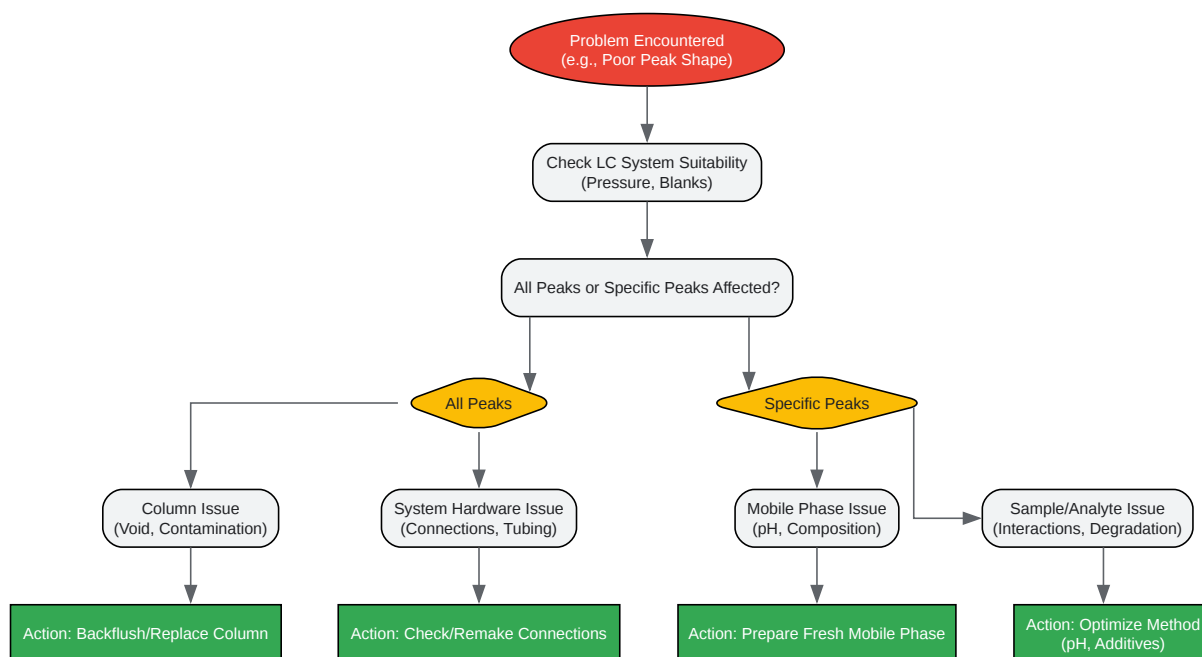 Problem Encountered
(e.g., Poor Peak Shape)
Check LC System Suitability
(Pressure, Blanks)
All Peaks or Specific Peaks Affected?
All Peaks
Specific Peaks
Column Issue
(Void, Contamination)
System Hardware Issue
(Connections, Tubing)
Mobile Phase Issue
(pH, Composition)
Sample/Analyte Issue
(Interactions, Degradation)
Action: Backflush/Replace Column
Action: Check/Remake Connections
Action: Prepare Fresh Mobile Phase
Action: Optimize Method
(pH, Additives)